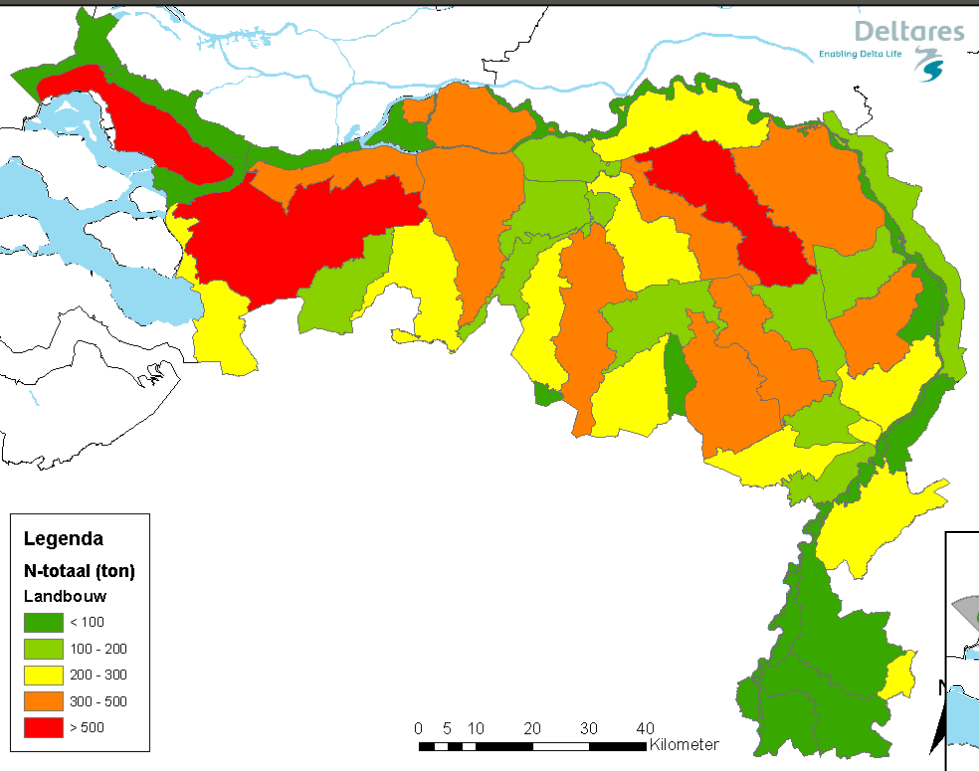 Deltares
Enabling Delta Life
Legenda
N-totaal (ton)
Landbouw
< 100
100 - 200
200 - 300
300 - 500
> 500
0 5 10 20 30 40
Kilometer
N